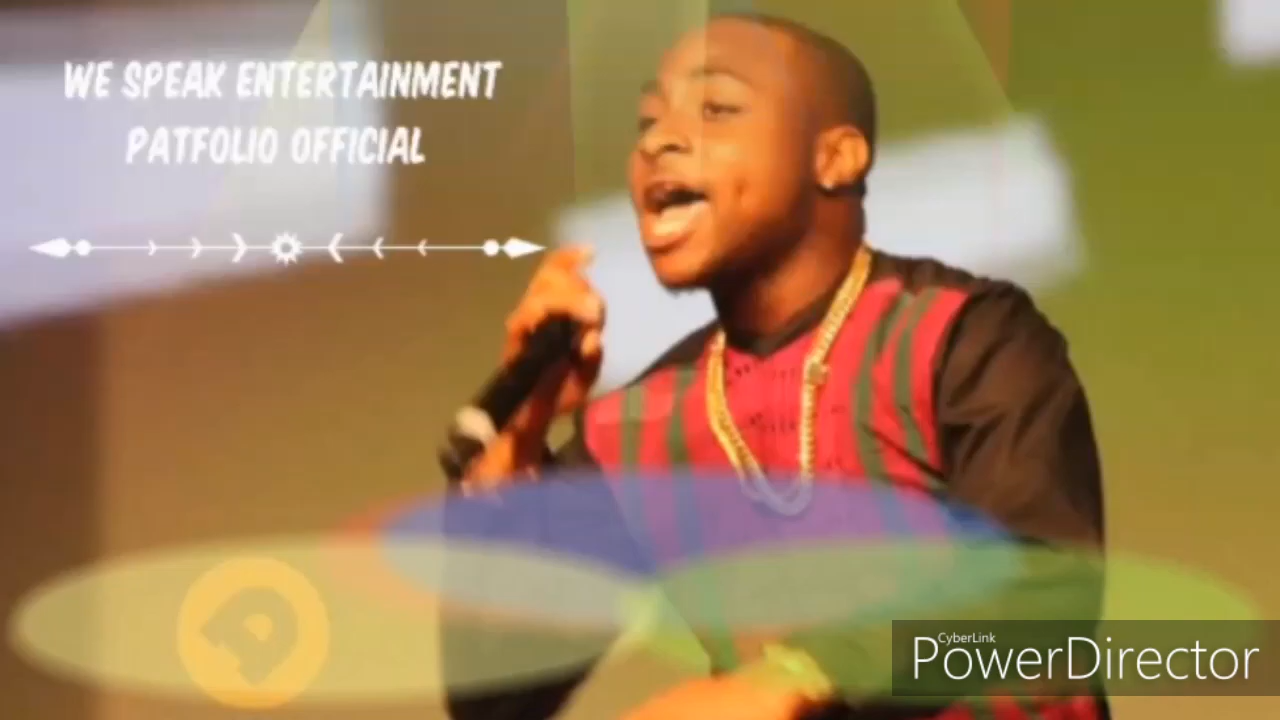 WE SPEAK ENTERTAINMENT
PATFOLIO OFFICIAL
CyberLink
PowerDirector